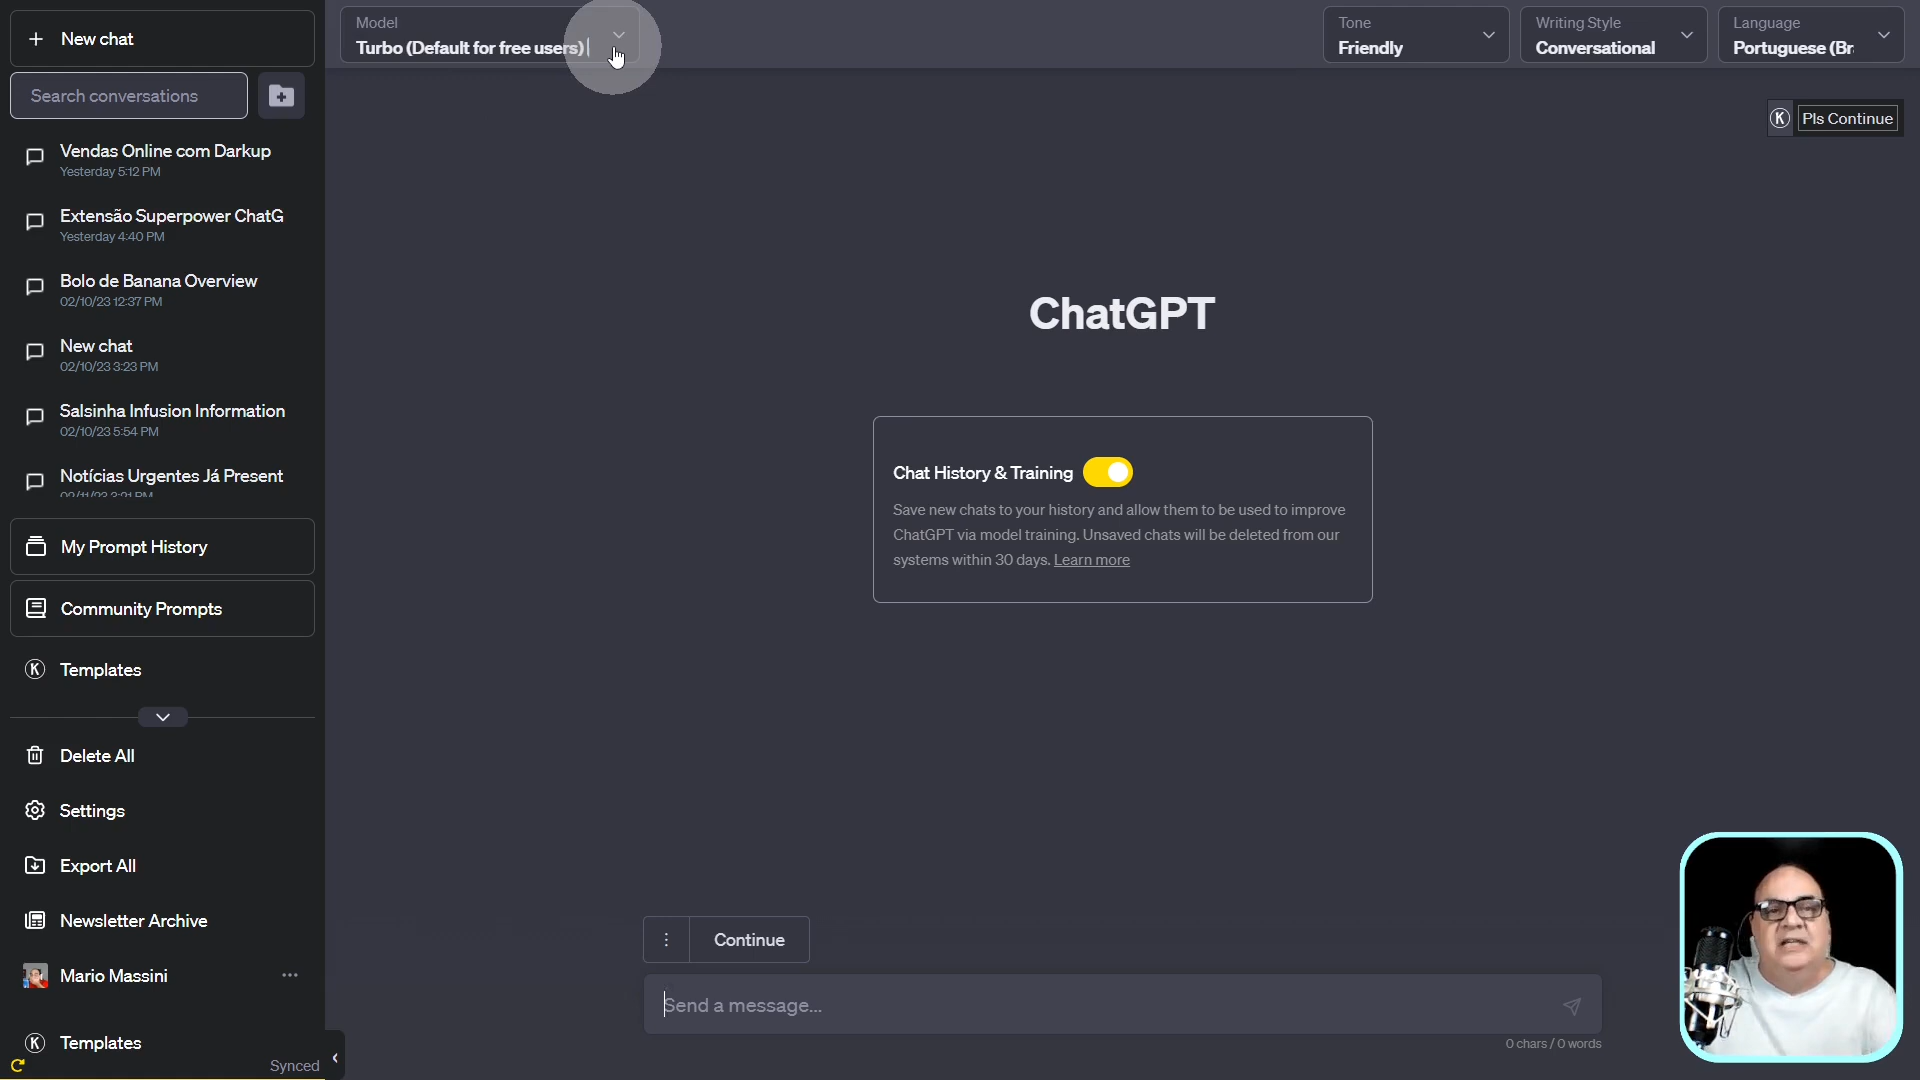 New chat
Search conversations
Vendas Online com Darkup
Yesterday 5:12 PM
Extensão Superpower ChatG
Yesterday 4:40 PM
Bolo de Banana Overview
02/10/23 12:37 PM
New chat
02/10/23 3:23 PM
Salsinha Infusion Information
02/10/23 5:54 PM
Notícias Urgentes Já Present
02/11/23 2:21 PM
My Prompt History
Community Prompts
K Templates
Delete All
Settings
Export All
Newsletter Archive
Mario Massini
K Templates
Synced
Model
Turbo (Default for free users)
Tone
Friendly
Writing Style
Conversational
Language
Portuguese (Br
K Pls Continue
ChatGPT
Chat History & Training
Save new chats to your history and allow them to be used to improve
ChatGPT via model training. Unsaved chats will be deleted from our
systems within 30 days. Learn more
Continue
Send a message...
0 chars / 0 words